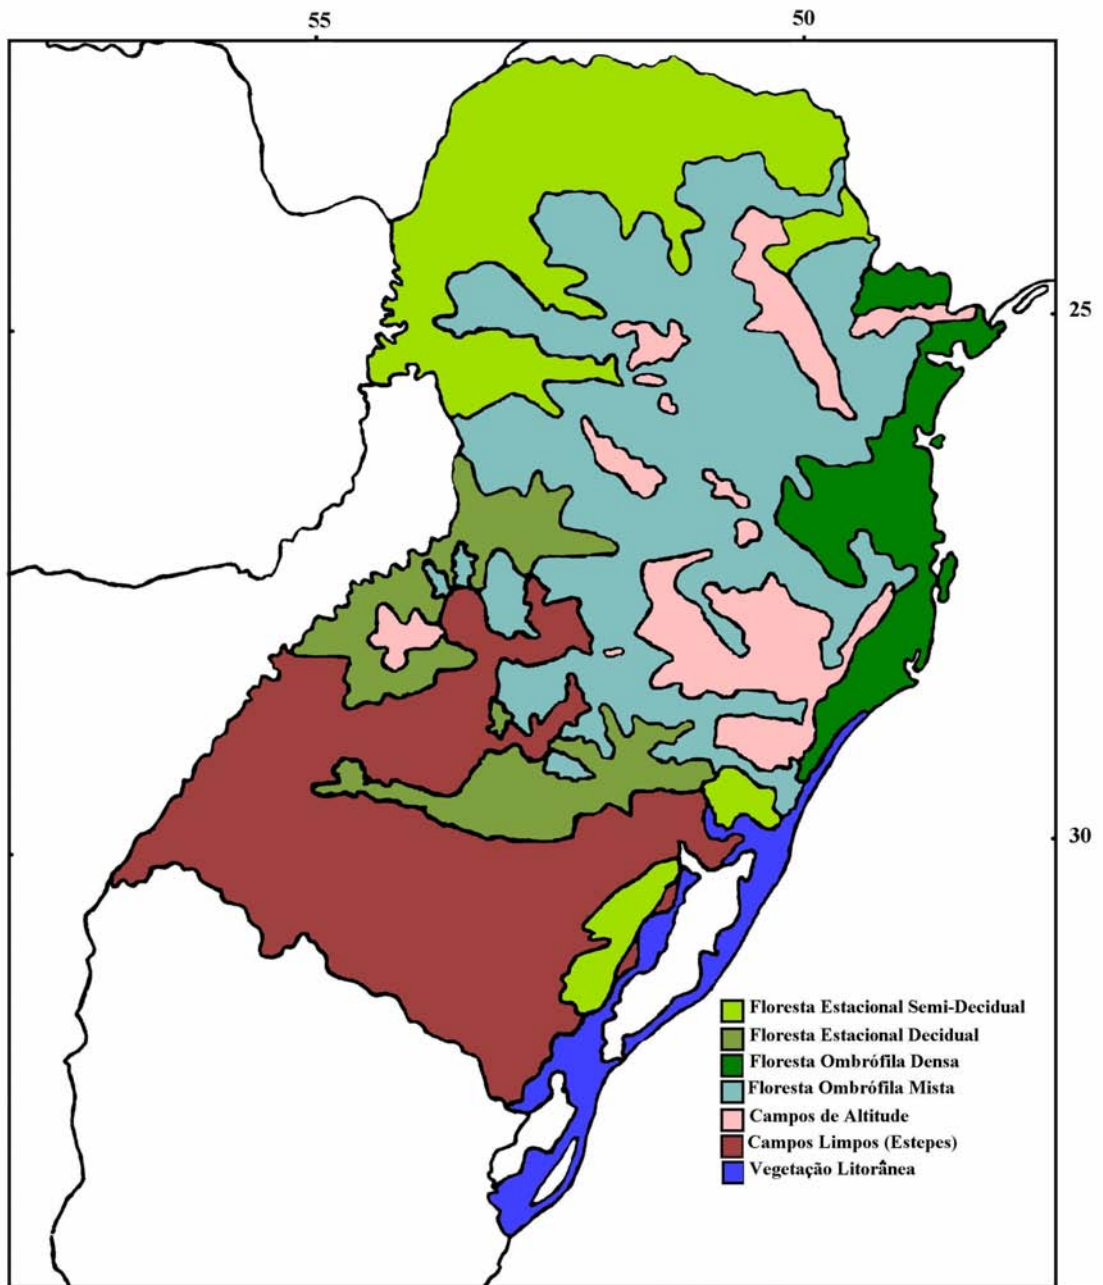 55
50
25
30
Floresta Estacional Semi-Decidual
Floresta Estacional Decidual
Floresta Ombrófila Densa
Floresta Ombrófila Mista
Campos de Altitude
Campos Limpos (Estepes)
Vegetação Litorânea